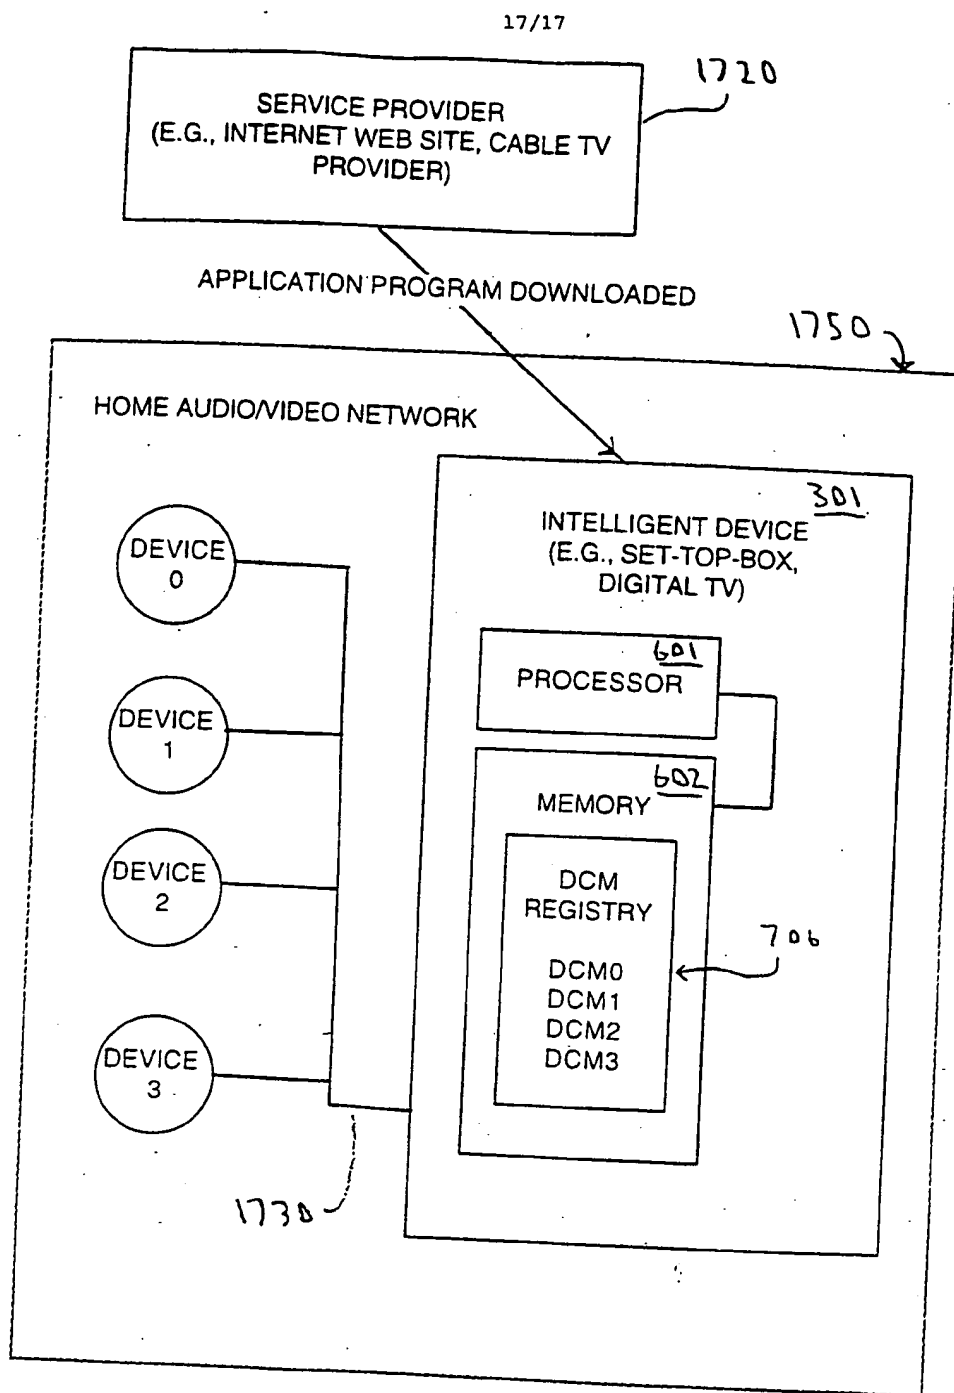 17/17
1720
SERVICE PROVIDER
(E.G., INTERNET WEB SITE, CABLE TV
PROVIDER)
APPLICATION PROGRAM DOWNLOADED
1750
HOME AUDIO/VIDEO NETWORK
301
INTELLIGENT DEVICE
(E.G., SET-TOP-BOX,
DIGITAL TV)
DEVICE
0
601
PROCESSOR
DEVICE
1
602
MEMORY
DEVICE
2
DCM
REGISTRY
706
DCM0
DCM1
DCM2
DCM3
DEVICE
3
1730